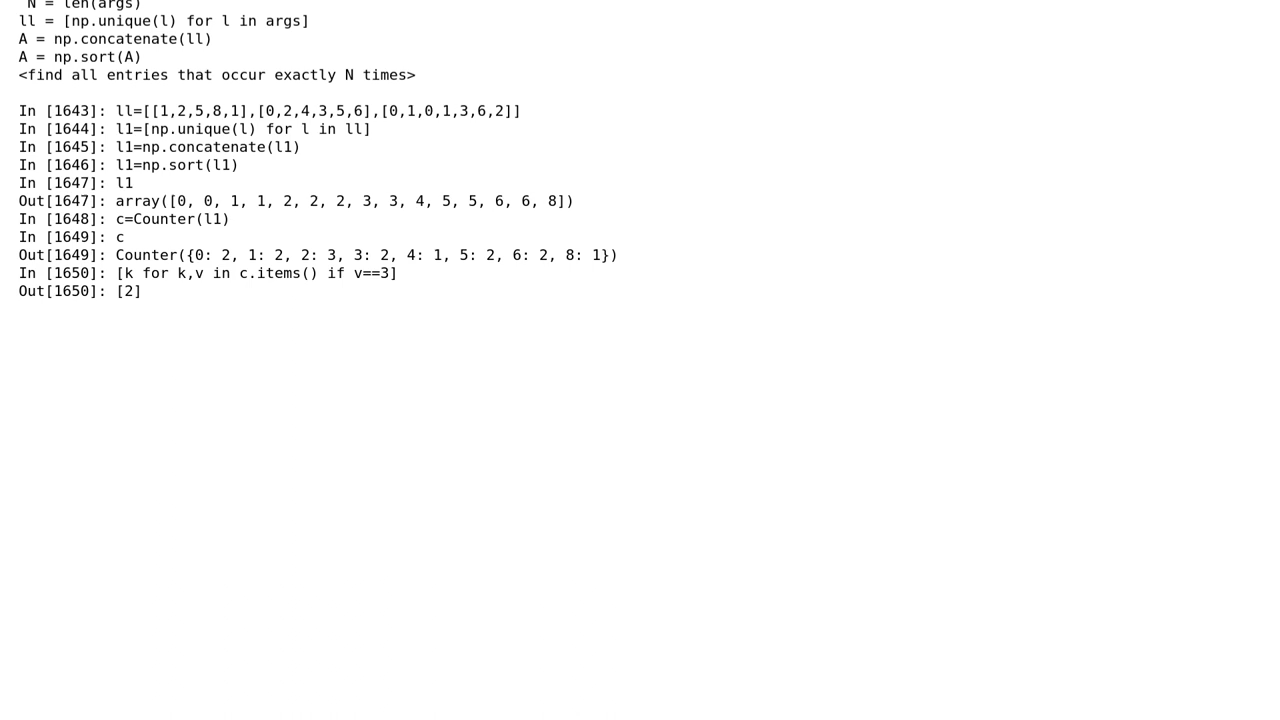 N = len(args)
ll = [np.unique(l) for l in args]
A = np.concatenate(ll)
A = np.sort(A)
<find all entries that occur exactly N times>
In [1643]: ll=[[1,2,5,8,1],[0,2,4,3,5,6],[0,1,0,1,3,6,2]]
In [1644]: l1=[np.unique(l) for l in ll]
In [1645]: l1=np.concatenate(l1)
In [1646]: l1=np.sort(l1)
In [1647]: l1
Out[1647]: array([0, 0, 1, 1, 2, 2, 2, 3, 3, 4, 5, 5, 6, 6, 8])
In [1648]: c=Counter(l1)
In [1649]: c
Out[1649]: Counter({0: 2, 1: 2, 2: 3, 3: 2, 4: 1, 5: 2, 6: 2, 8: 1})
In [1650]: [k for k,v in c.items() if v==3]
Out[1650]: [2]